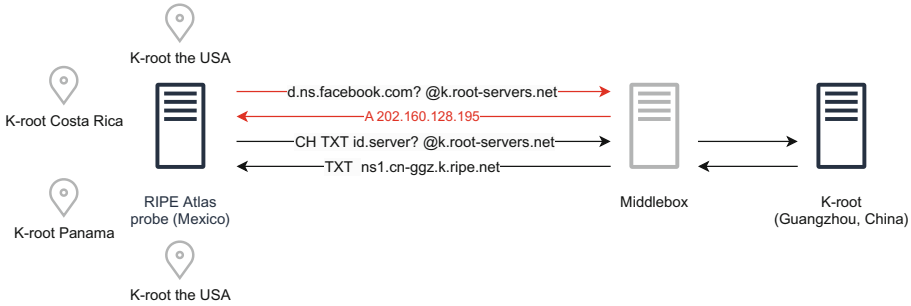 K-root the USA
K-root Costa Rica
d.ns.facebook.com? @k.root-servers.net
A 202.160.128.195
CH TXT id.server? @k.root-servers.net
TXT ns1.cn-ggz.k.ripe.net
RIPE Atlas
probe (Mexico)
Middlebox
K-root
(Guangzhou, China)
K-root Panama
K-root the USA